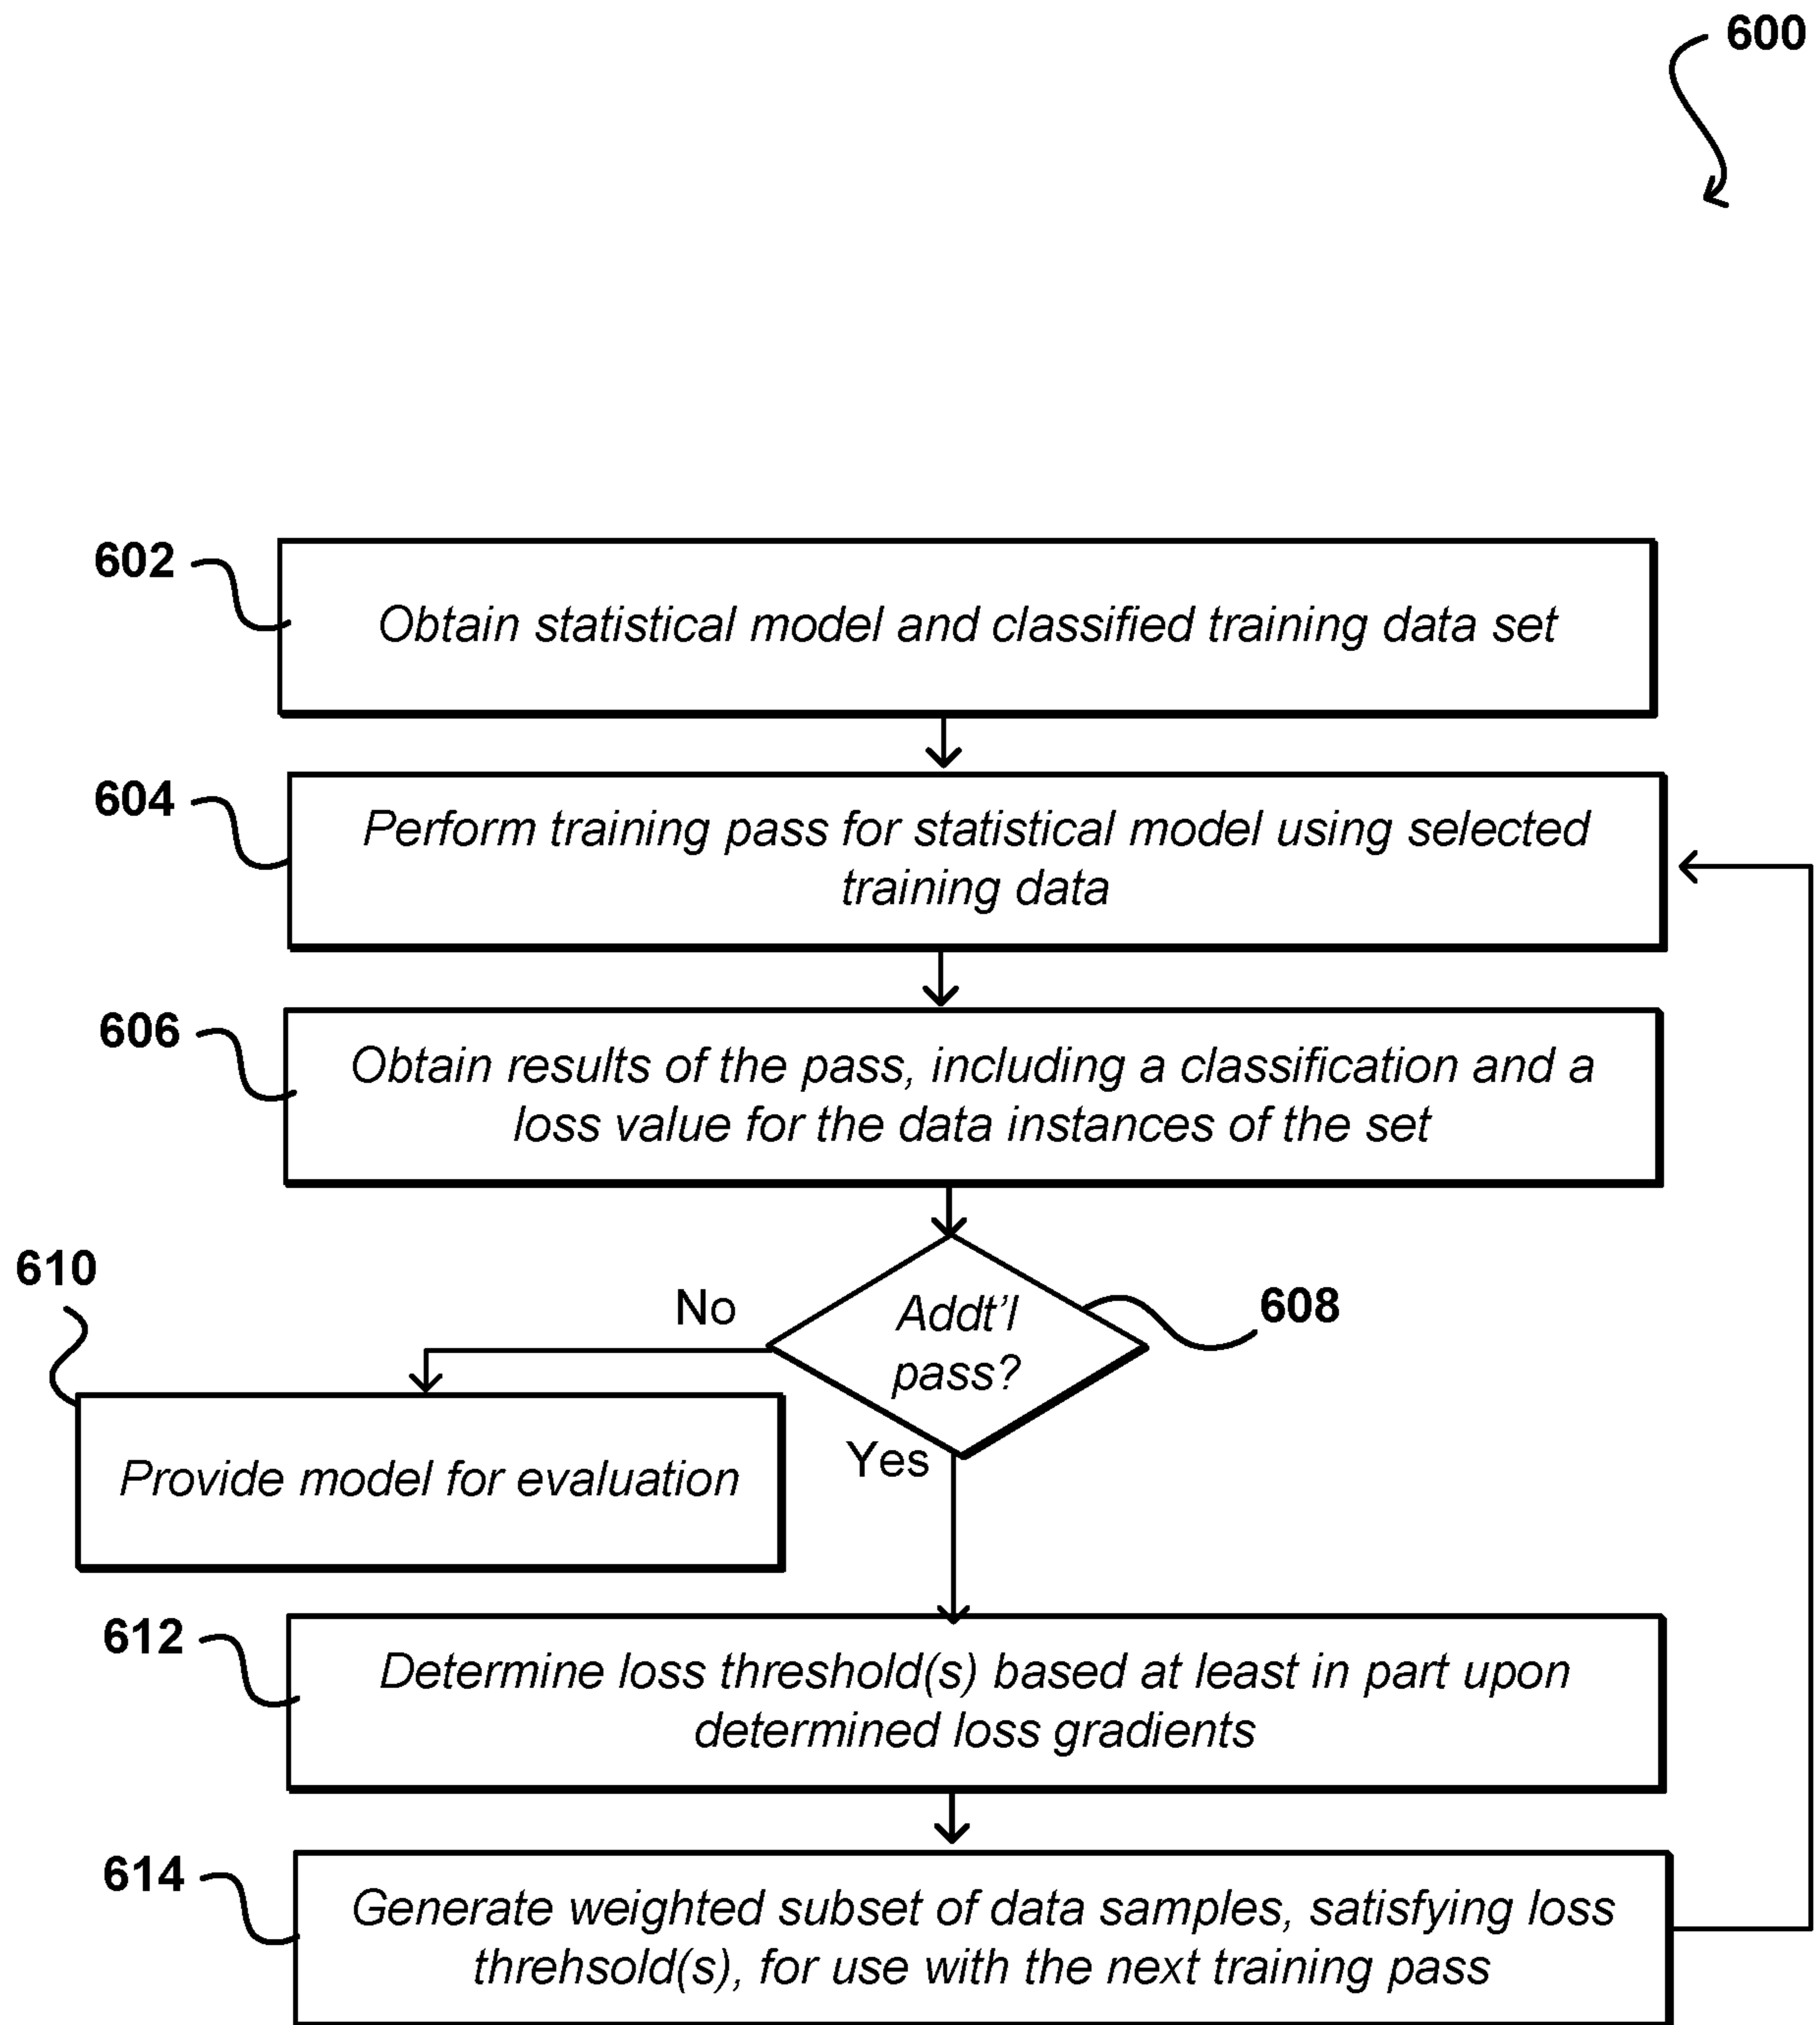 600
602
Obtain statistical model and classified training data set
604
Perform training pass for statistical model using selected
training data
606
Obtain results of the pass, including a classification and a
loss value for the data instances of the set
610
No
Addt'l
pass?
608
Provide model for evaluation
Yes
612
Determine loss threshold(s) based at least in part upon
determined loss gradients
614
Generate weighted subset of data samples, satisfying loss
threhsold(s), for use with the next training pass